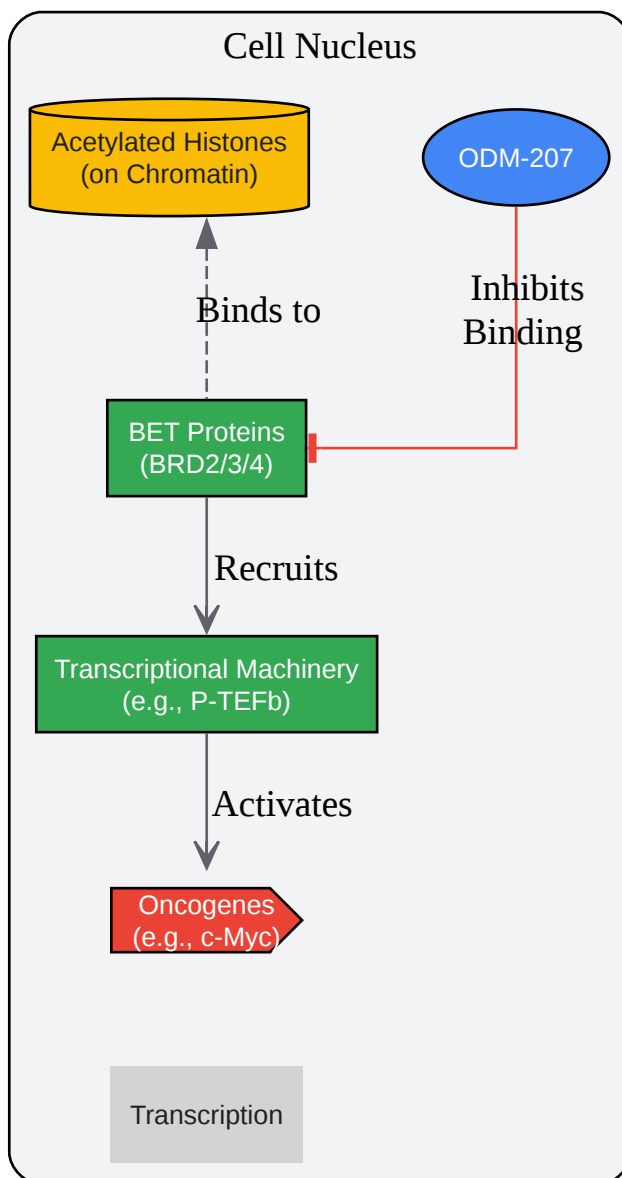 Cell Nucleus
Acetylated Histones
(on Chromatin)
ODM-207
Binds to
Inhibits
Binding
BET Proteins
(BRD2/3/4)
Recruits
Transcriptional Machinery
(e.g., P-TEFb)
Activates
Oncogenes
(e.g., c-Myc)
Transcription